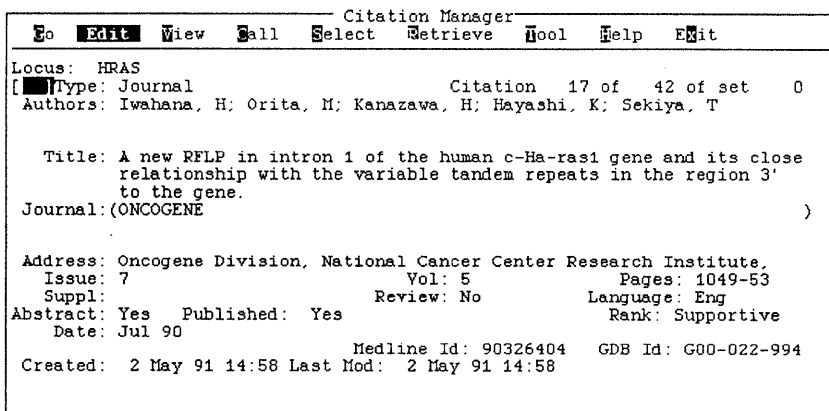 Citation Manager
Go Edit View Call Select Retrieve Tool Help Exit
Locus: HRAS
[ ]Type: Journal Citation 17 of 42 of set 0
Authors: Iwahana, H; Orita, M; Kanazawa, H; Hayashi, K; Sekiya, T
Title: A new RFLP in intron 1 of the human c-Ha-ras1 gene and its close
relationship with the variable tandem repeats in the region 3'
to the gene.
Journal:(ONCOGENE )
Address: Oncogene Division, National Cancer Center Research Institute,
Issue: 7 Vol: 5 Pages: 1049-53
Suppl: Review: No Language: Eng
Abstract: Yes Published: Yes Rank: Supportive
Date: Jul 90
Medline Id: 90326404 GDB Id: G00-022-994
Created: 2 May 91 14:58 Last Mod: 2 May 91 14:58